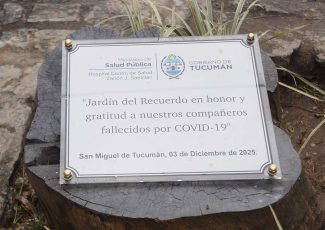 Ministerio de
Salud Pública
Hospital Centro de Salud
Zenón J. Santillán
GOBIERNO DE
TUCUMÁN
"Jardín del Recuerdo en honor y
gratitud a nuestros compañeros
fallecidos por COVID-19"
San Miguel de Tucumán, 03 de Diciembre de 2025.